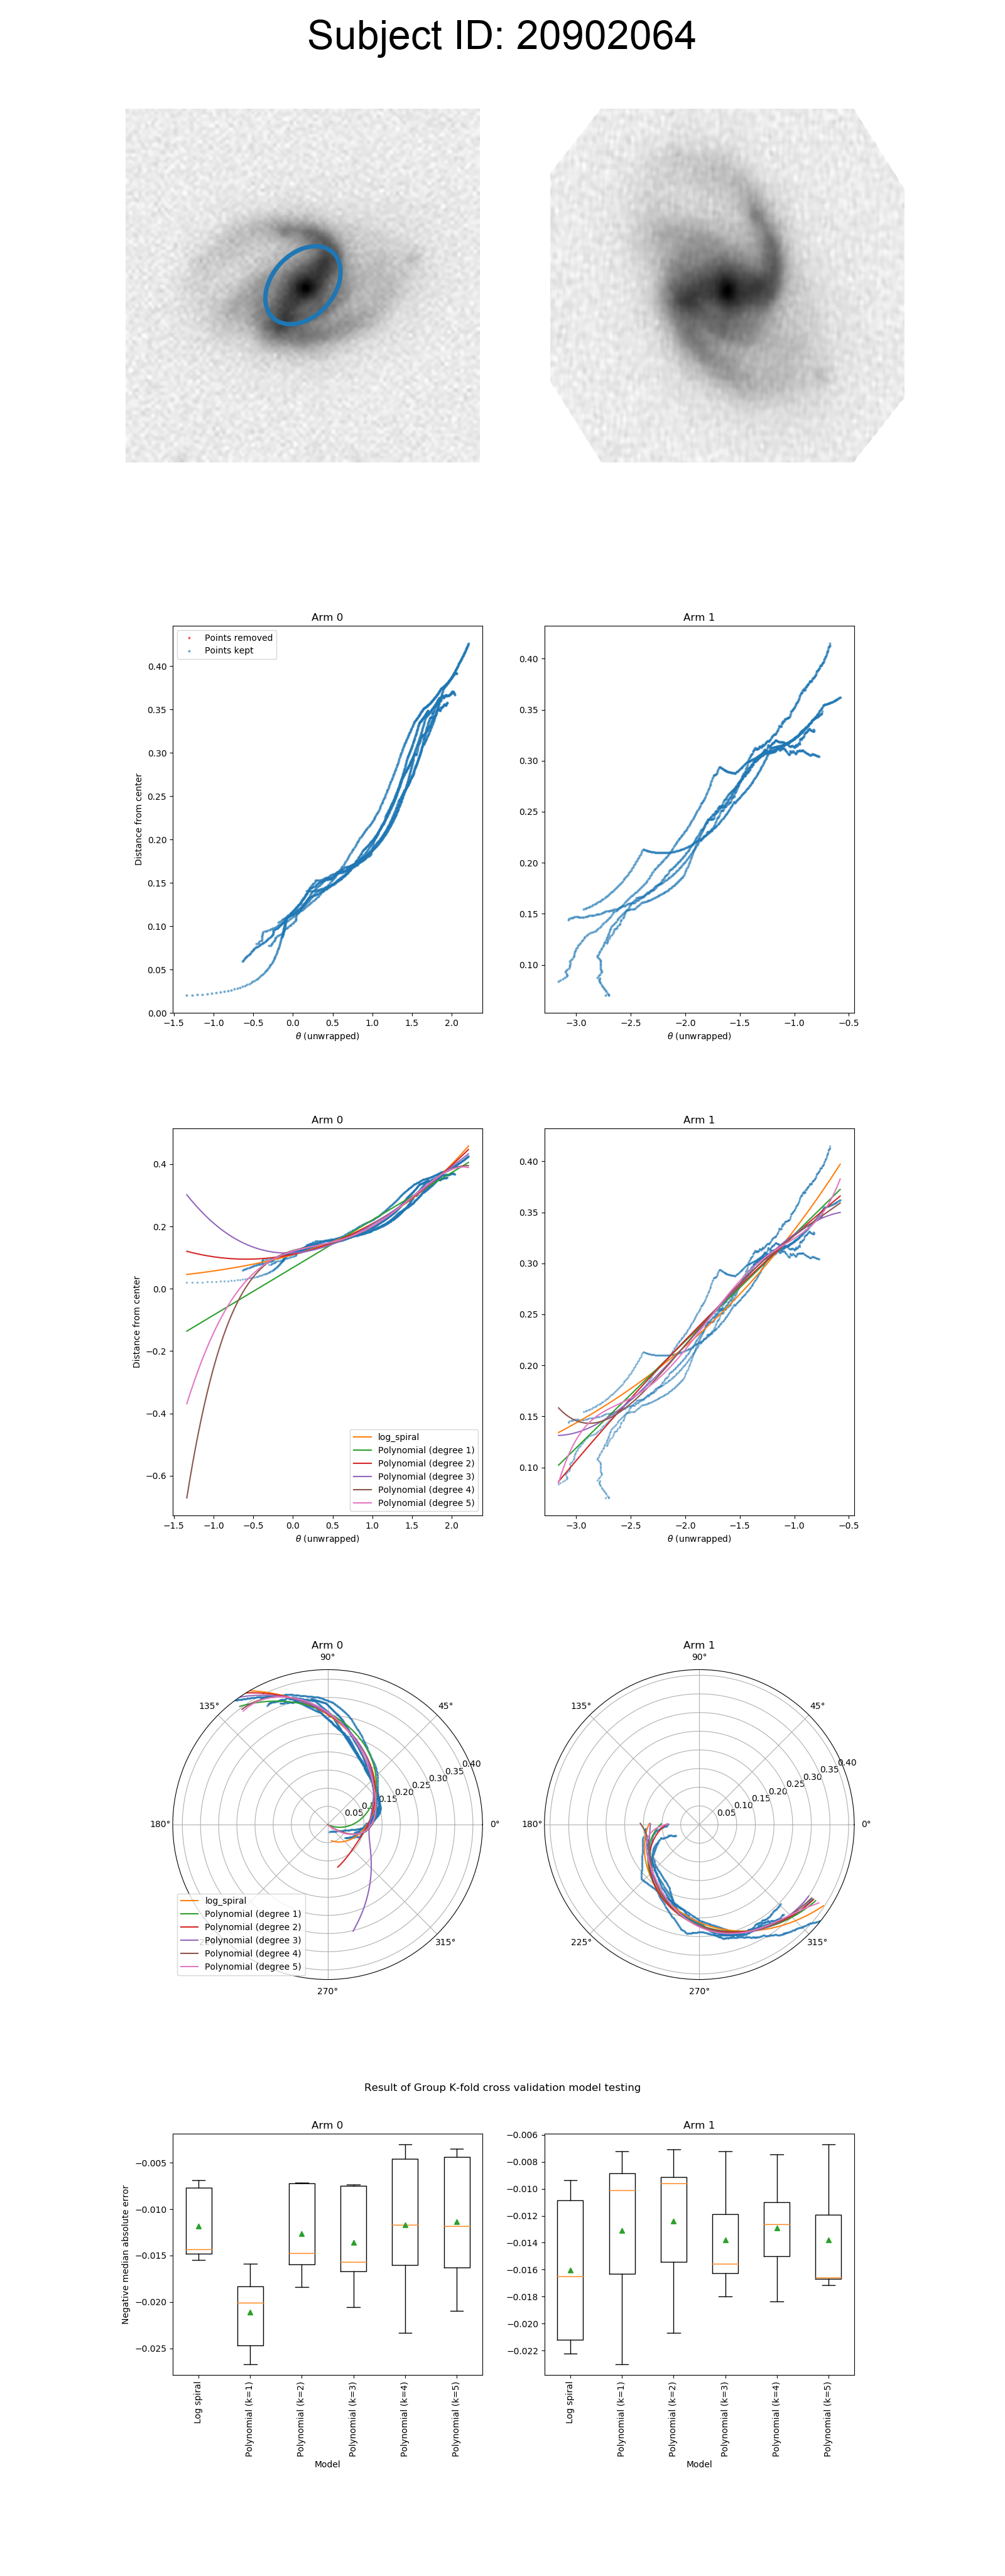 Subject ID: 20902064
Arm 0
Arm 1
Points removed
Points kept
Distance from center
0.40
0.35
0.30
0.25
0.20
0.15
0.10
0.05
0.00
−1.5 −1.0 −0.5 0.0 0.5 1.0 1.5 2.0
θ (unwrapped)
0.40
0.35
0.30
0.25
0.20
0.15
0.10
−3.0 −2.5 −2.0 −1.5 −1.0 −0.5
θ (unwrapped)
Arm 0
Arm 1
Distance from center
0.4
0.2
0.0
−0.2
−0.4
−0.6
log_spiral
Polynomial (degree 1)
Polynomial (degree 2)
Polynomial (degree 3)
Polynomial (degree 4)
Polynomial (degree 5)
−1.5 −1.0 −0.5 0.0 0.5 1.0 1.5 2.0
θ (unwrapped)
0.40
0.35
0.30
0.25
0.20
0.15
0.10
−3.0 −2.5 −2.0 −1.5 −1.0 −0.5
θ (unwrapped)
Arm 0
90°
135° 45°
0.05 0.15 0.20 0.25 0.30 0.35 0.40
180° 0°
log_spiral
Polynomial (degree 1)
Polynomial (degree 2)
Polynomial (degree 3)
Polynomial (degree 4)
Polynomial (degree 5)
315°
270°
Arm 1
90°
135° 45°
0.05 0.10 0.15 0.20 0.25 0.30 0.35 0.40
180° 0°
225° 315°
270°
Result of Group K-fold cross validation model testing
Arm 0
Arm 1
Negative median absolute error
−0.005
−0.010
−0.015
−0.020
−0.025
Log spiral
Polynomial (k=1)
Polynomial (k=2)
Polynomial (k=3)
Polynomial (k=4)
Polynomial (k=5)
Model
−0.006
−0.008
−0.010
−0.012
−0.014
−0.016
−0.018
−0.020
−0.022
Log spiral
Polynomial (k=1)
Polynomial (k=2)
Polynomial (k=3)
Polynomial (k=4)
Polynomial (k=5)
Model